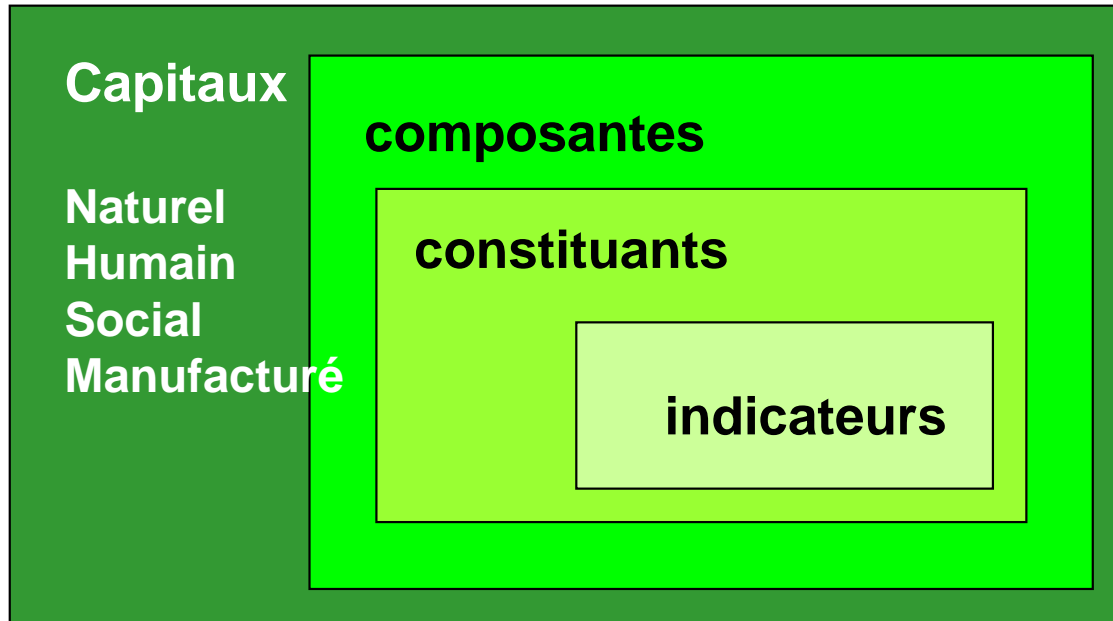 Capitaux
composantes
Naturel
Humain
Social
Manufacturé
constituants
indicateurs